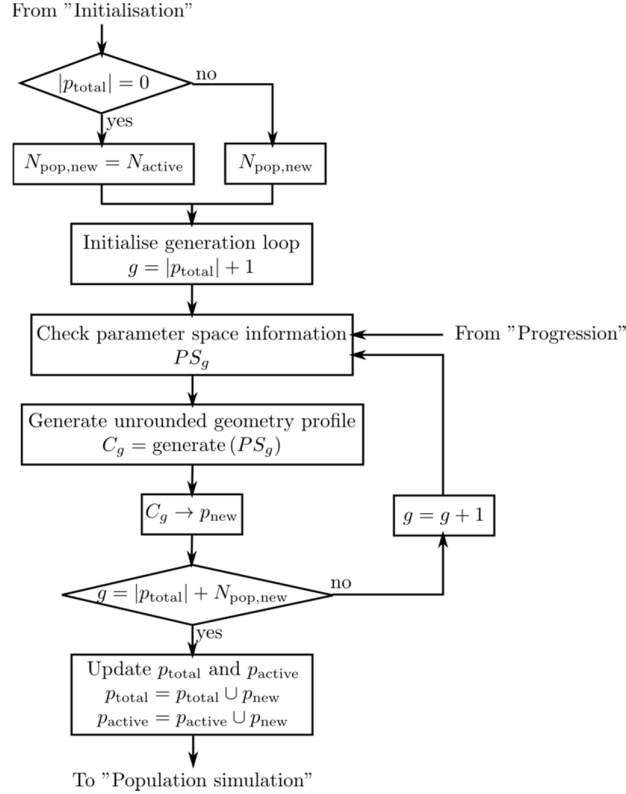 From "Initialisation"
|p_total| = 0
no
yes
N_pop,new = N_active
N_pop,new
Initialise generation loop
g = |p_total| + 1
Check parameter space information
PS_g
From "Progression"
Generate unrounded geometry profile
C_g = generate (PS_g)
C_g → p_new
g = g + 1
g = |p_total| + N_pop,new
no
yes
Update p_total and p_active
p_total = p_total ∪ p_new
p_active = p_active ∪ p_new
To "Population simulation"